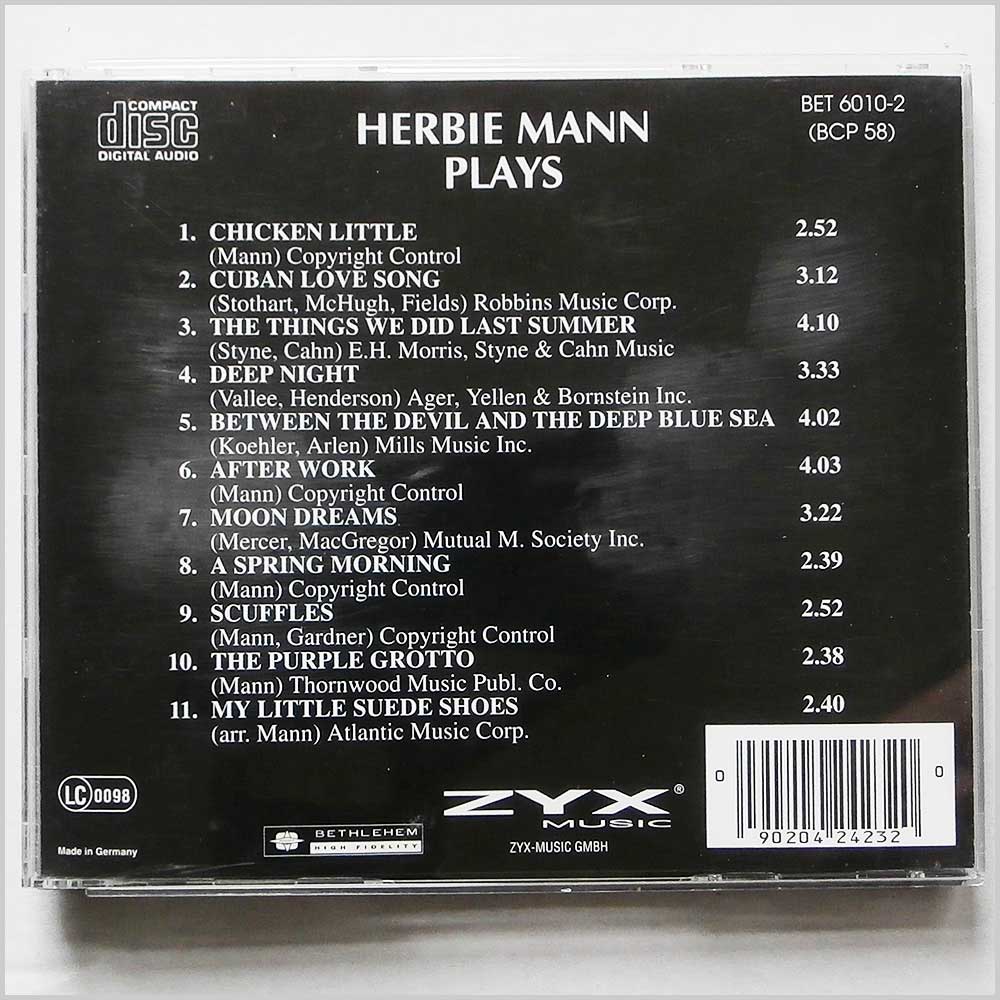 COMPACT
disc
DIGITAL AUDIO
HERBIE MANN
PLAYS
BET 6010-2
(BCP 58)
1. CHICKEN LITTLE 2.52
(Mann) Copyright Control
2. CUBAN LOVE SONG 3.12
(Stothart, McHugh, Fields) Robbins Music Corp.
3. THE THINGS WE DID LAST SUMMER 4.10
(Styne, Cahn) E.H. Morris, Styne & Cahn Music
4. DEEP NIGHT 3.33
(Vallee, Henderson) Ager, Yellen & Bornstein Inc.
5. BETWEEN THE DEVIL AND THE DEEP BLUE SEA 4.02
(Koehler, Arlen) Mills Music Inc.
6. AFTER WORK 4.03
(Mann) Copyright Control
7. MOON DREAMS 3.22
(Mercer, MacGregor) Mutual M. Society Inc.
8. A SPRING MORNING 2.39
(Mann) Copyright Control
9. SCUFFLES 2.52
(Mann, Gardner) Copyright Control
10. THE PURPLE GROTTO 2.38
(Mann) Thornwood Music Publ. Co.
11. MY LITTLE SUEDE SHOES 2.40
(arr. Mann) Atlantic Music Corp.
LC 0098
Made in Germany
BETHLEHEM
HIGH FIDELITY
ZYX®
MUSIC
ZYX-MUSIC GMBH
0 90204 24232 0